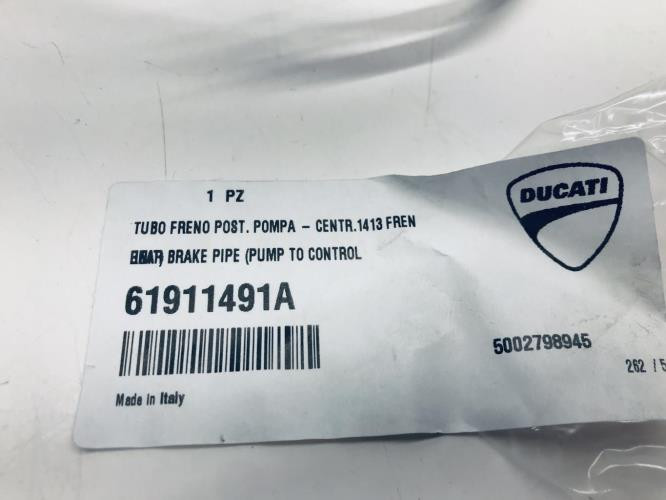 1 PZ
DUCATI
TUBO FRENO POST. POMPA - CENTR.1413 FREN
BRAKE PIPE (PUMP TO CONTROL
61911491A
5002798945
262 / 5
Made in Italy